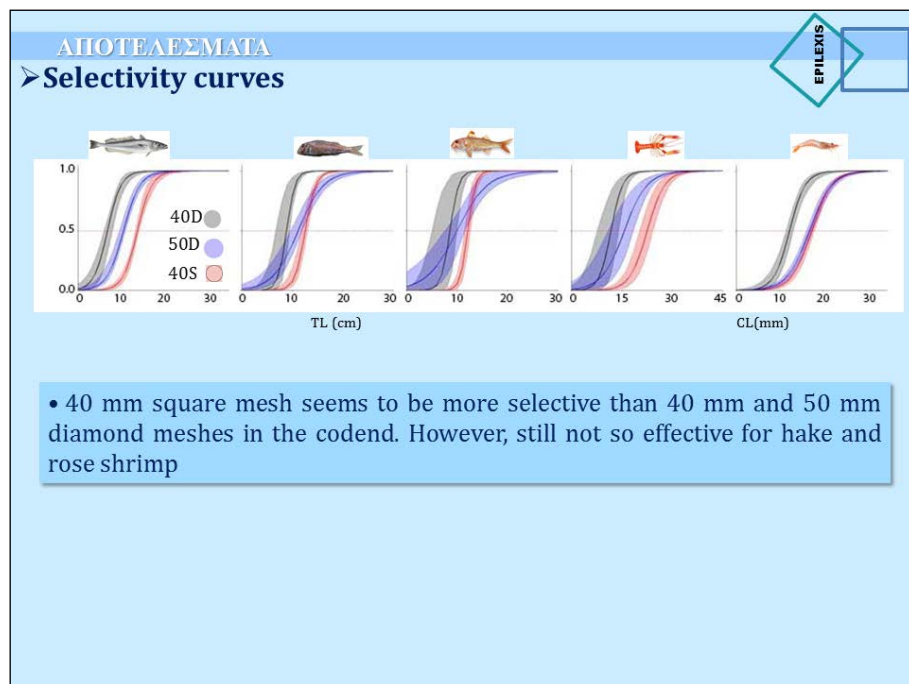 ΑΠΟΤΕΛΕΣΜΑΤΑ
EPILEXIS
➢Selectivity curves
1.0
0.5
0.0
40D
50D
40S
0 10 20 30
0 10 20 30
0 10 20 30
0 15 30 45
0 10 20 30
TL (cm)
CL(mm)
• 40 mm square mesh seems to be more selective than 40 mm and 50 mm
diamond meshes in the codend. However, still not so effective for hake and
rose shrimp